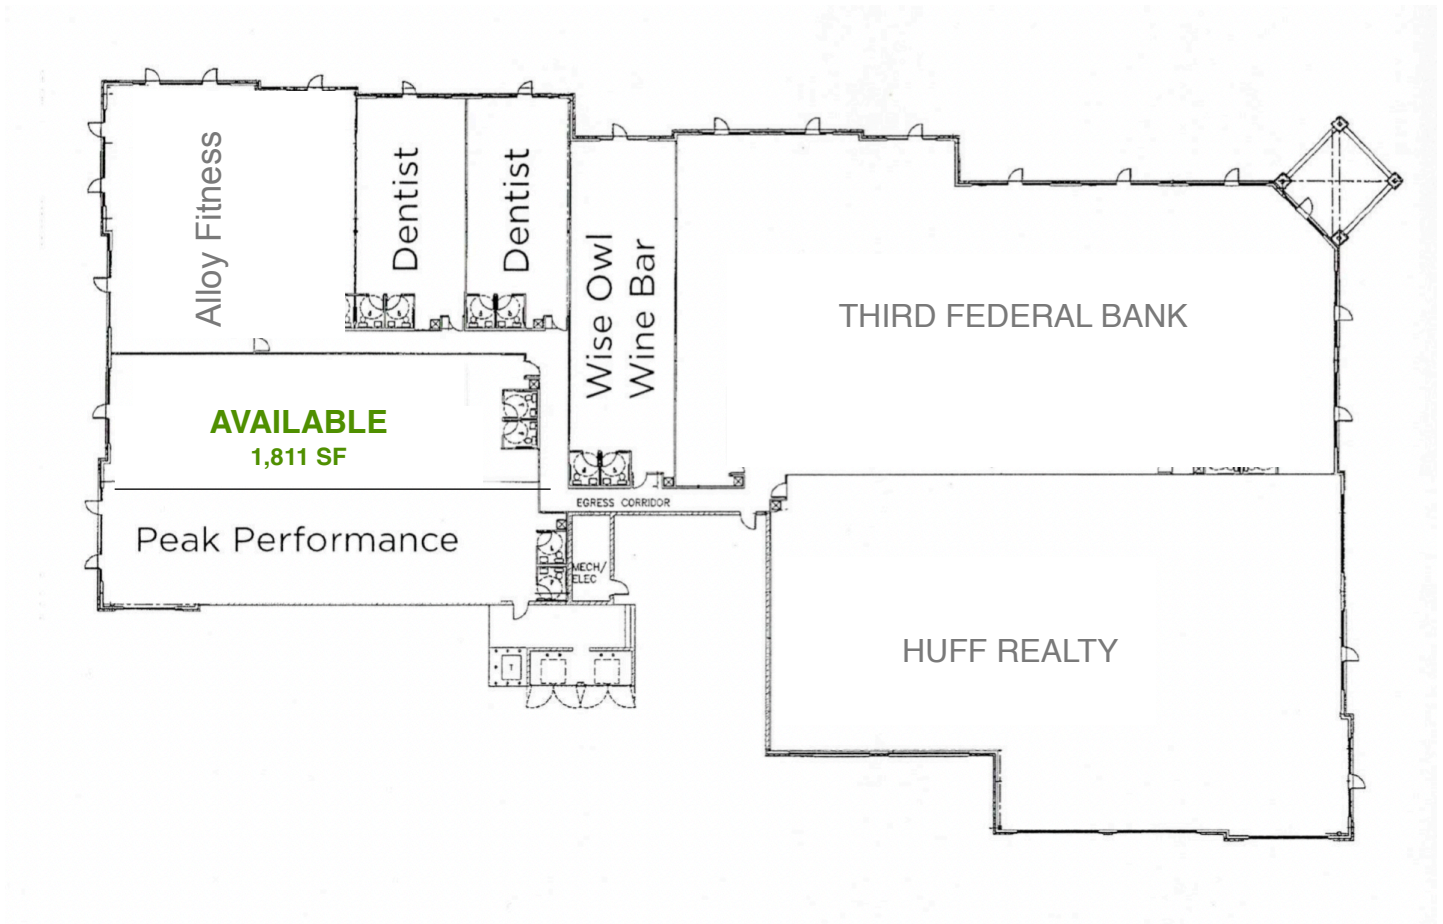 Alloy Fitness
Dentist
Dentist
Wise Owl
Wine Bar
THIRD FEDERAL BANK
AVAILABLE
1,811 SF
EGRESS CORRIDOR
Peak Performance
MECH/
ELEC
HUFF REALTY
T